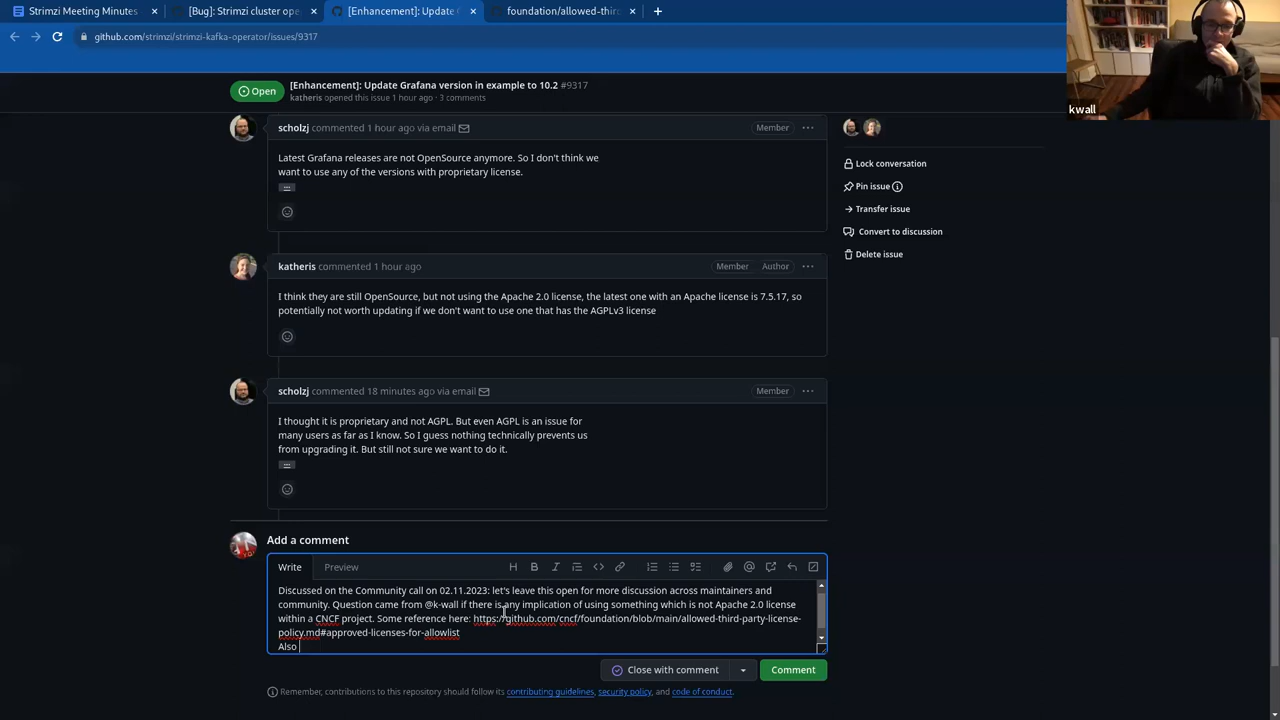 Strimzi Meeting Minutes
[Bug]: Strimzi cluster ope
[Enhancement]: Update
foundation/allowed-third
github.com/strimzi/strimzi-kafka-operator/issues/9317
kwall
Open
[Enhancement]: Update Grafana version in example to 10.2 #9317
katheris opened this issue 1 hour ago · 3 comments
scholzj commented 1 hour ago via email
Member
Latest Grafana releases are not OpenSource anymore. So I don't think we
want to use any of the versions with proprietary license.
Lock conversation
Pin issue
Transfer issue
Convert to discussion
Delete issue
katheris commented 1 hour ago
Member
Author
I think they are still OpenSource, but not using the Apache 2.0 license, the latest one with an Apache license is 7.5.17, so
potentially not worth updating if we don't want to use one that has the AGPLv3 license
scholzj commented 18 minutes ago via email
Member
I thought it is proprietary and not AGPL. But even AGPL is an issue for
many users as far as I know. So I guess nothing technically prevents us
from upgrading it. But still not sure we want to do it.
Add a comment
Write
Preview
Discussed on the Community call on 02.11.2023: let's leave this open for more discussion across maintainers and
community. Question came from @k-wall if there is any implication of using something which is not Apache 2.0 license
within a CNCF project. Some reference here: https://github.com/cncf/foundation/blob/main/allowed-third-party-license-
policy.md#approved-licenses-for-allowlist
Also
Close with comment
Comment
Remember, contributions to this repository should follow its contributing guidelines, security policy, and code of conduct.